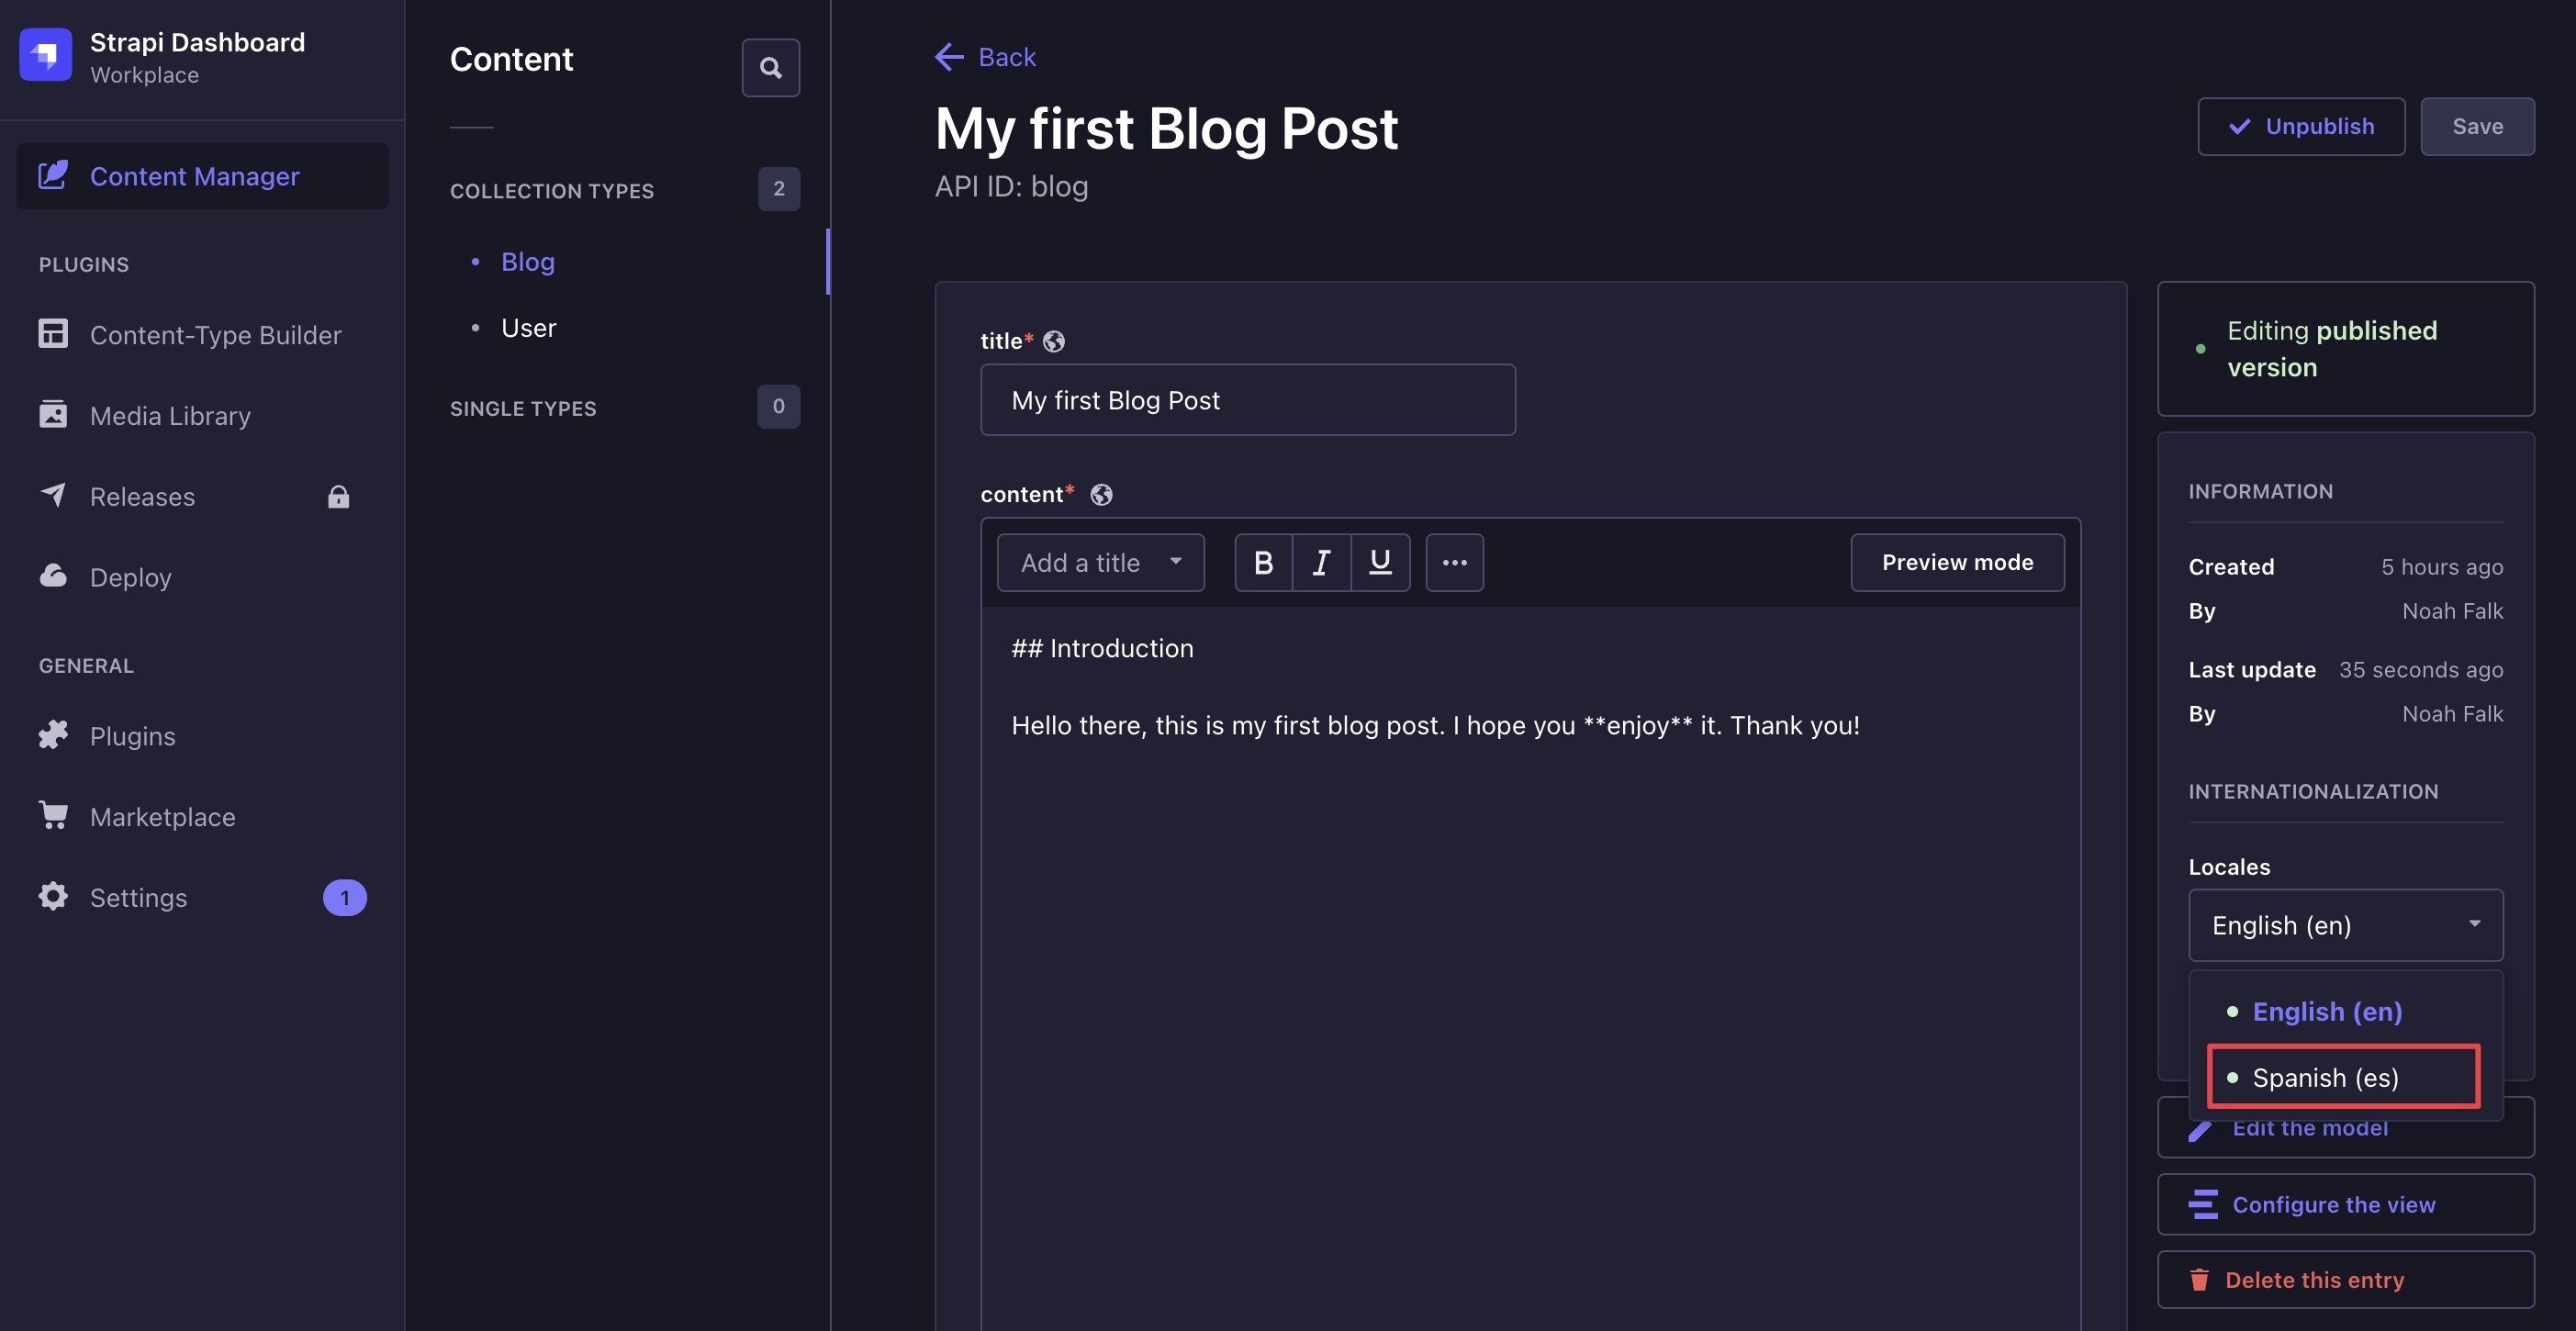 Strapi Dashboard
Workplace
Content Manager
PLUGINS
Content-Type Builder
Media Library
Releases
Deploy
GENERAL
Plugins
Marketplace
Settings
1
Content
COLLECTION TYPES
2
Blog
User
SINGLE TYPES
0
Back
My first Blog Post
API ID: blog
Unpublish
Save
title*
My first Blog Post
content*
Add a title
B I U
Preview mode
## Introduction
Hello there, this is my first blog post. I hope you **enjoy** it. Thank you!
Editing published
version
INFORMATION
Created 5 hours ago
By Noah Falk
Last update 35 seconds ago
By Noah Falk
INTERNATIONALIZATION
Locales
English (en)
English (en)
Spanish (es)
Edit the model
Configure the view
Delete this entry